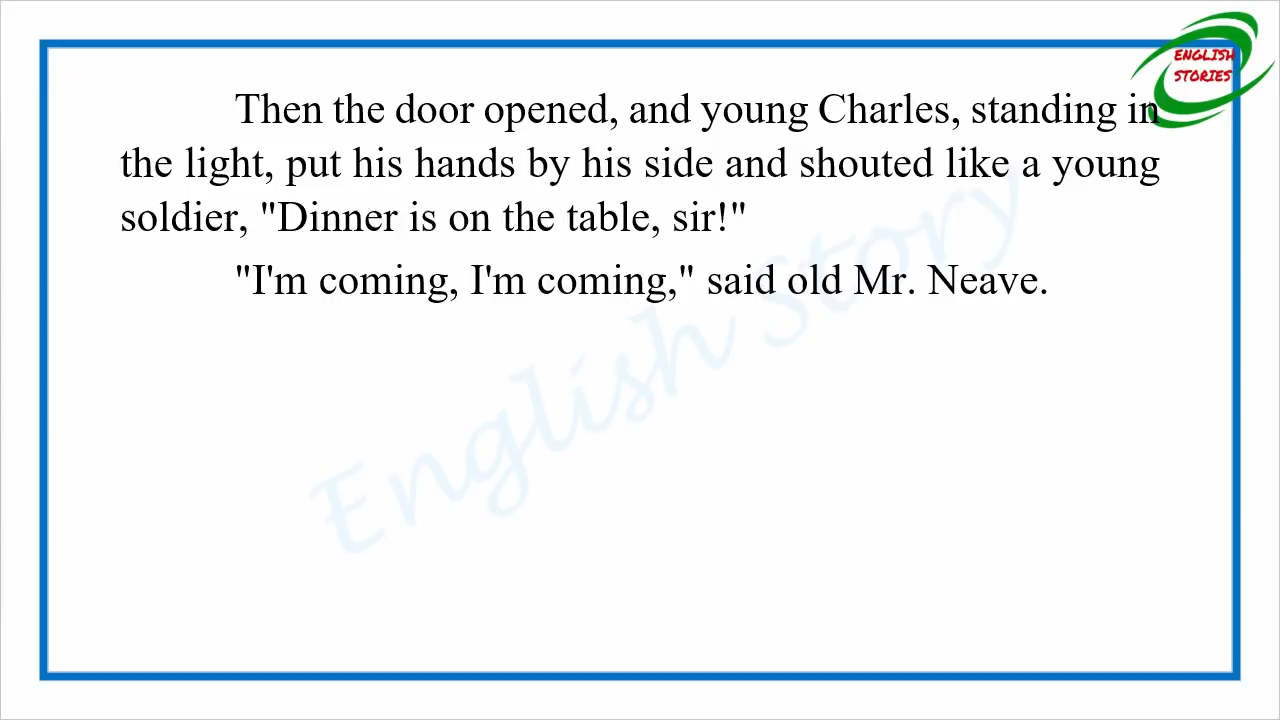 ENGLISH
STORIES
Then the door opened, and young Charles, standing in
the light, put his hands by his side and shouted like a young
soldier, "Dinner is on the table, sir!"
"I'm coming, I'm coming," said old Mr. Neave.
English Story